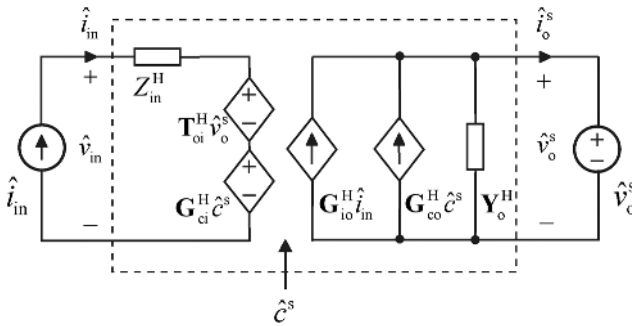 î_in
î_o^s
+
Z_in^H
+
+
−
T_oi^H v̂_o^s
v̂_in
î_in
+
−
G_ci^H ĉ^s
G_io^H î_in
G_co^H ĉ^s
Y_o^H
v̂_o^s
+
−
v̂_o^s
−
−
ĉ^s